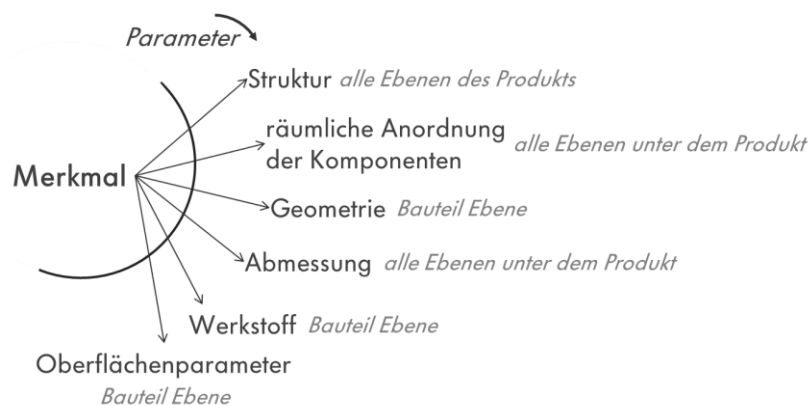 Parameter
Struktur alle Ebenen des Produkts
räumliche Anordnung
der Komponenten
alle Ebenen unter dem Produkt
Merkmal
Geometrie Bauteil Ebene
Abmessung alle Ebenen unter dem Produkt
Werkstoff Bauteil Ebene
Oberflächenparameter
Bauteil Ebene